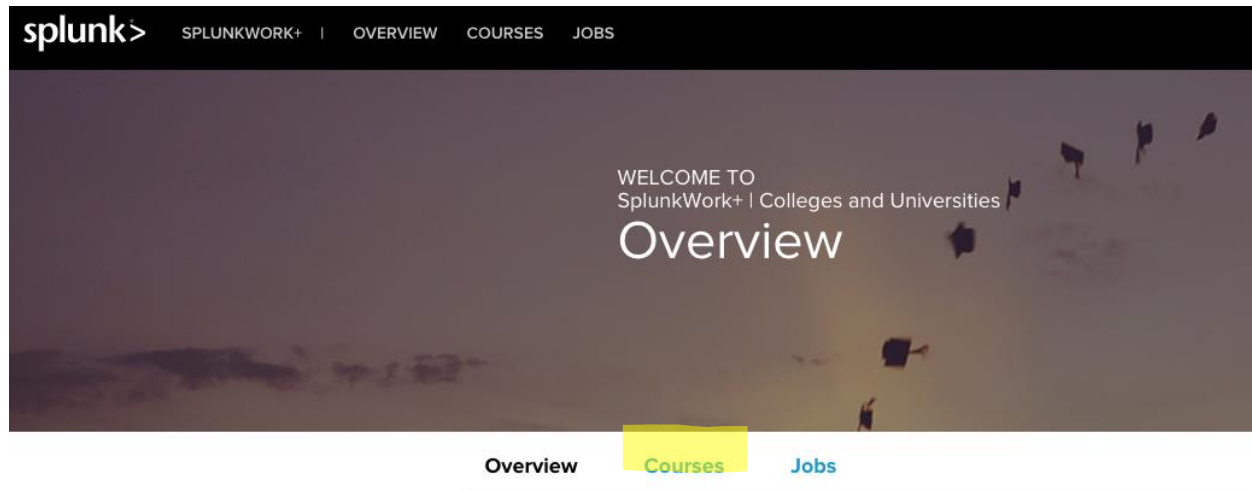 splunk> SPLUNKWORK+ | OVERVIEW COURSES JOBS
WELCOME TO
SplunkWork+ | Colleges and Universities
Overview
Overview Courses Jobs